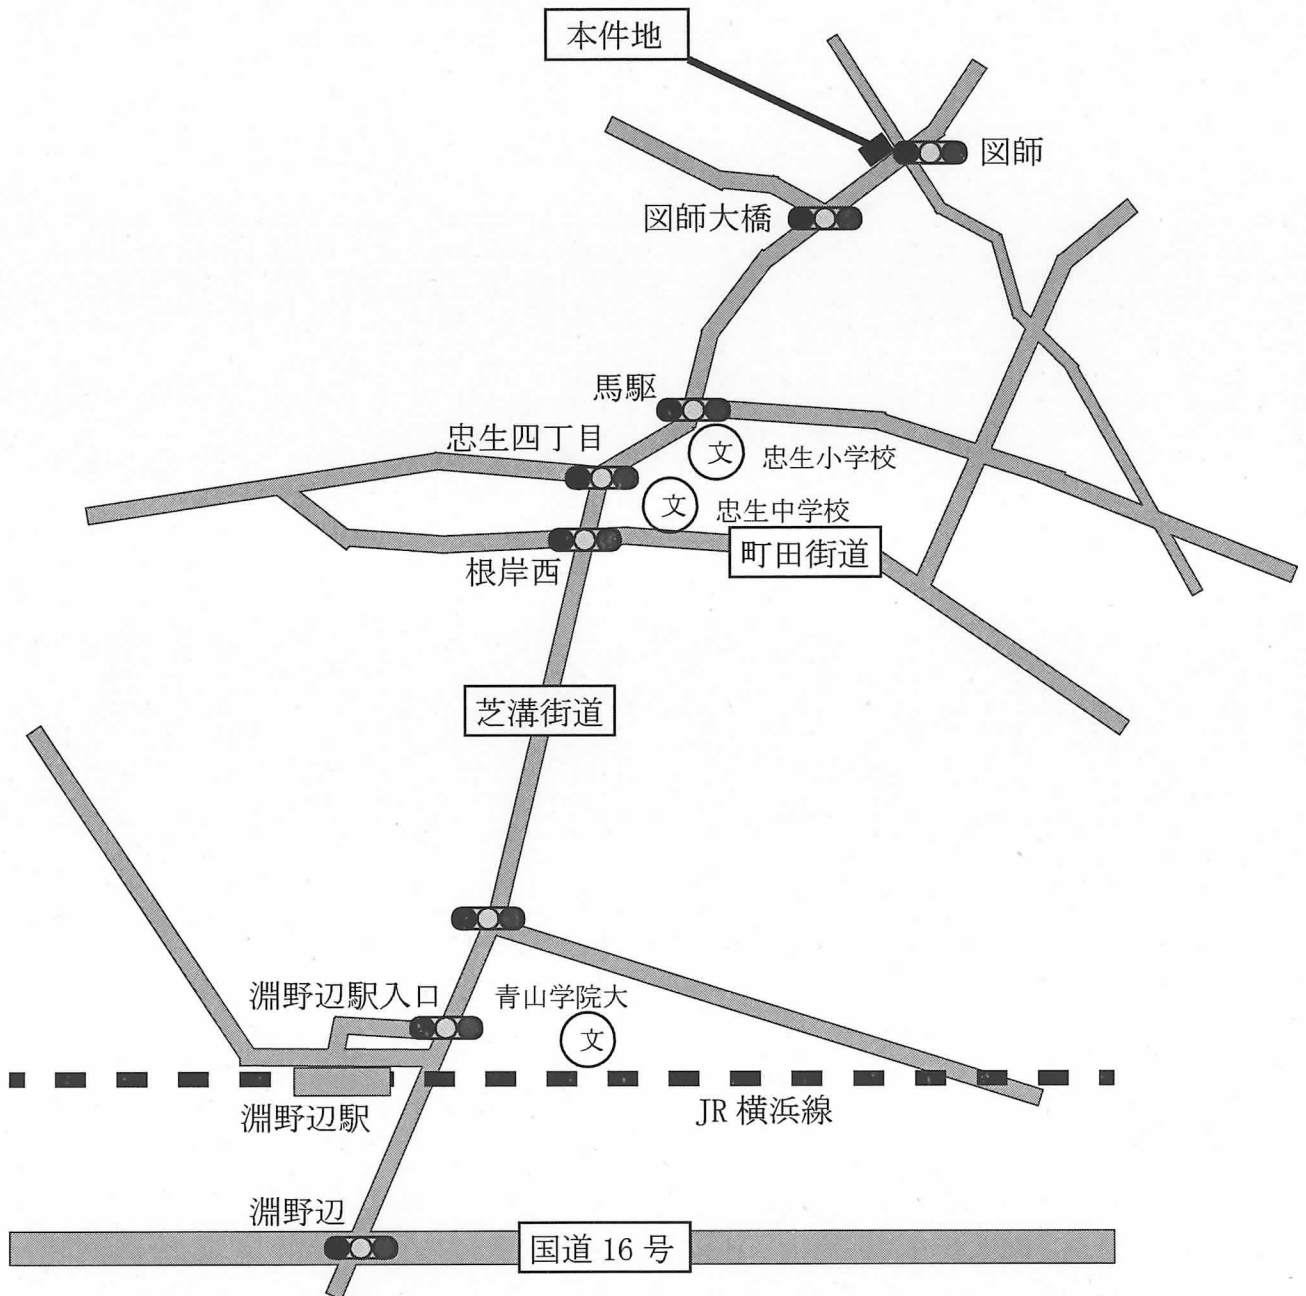 本件地
図師
図師大橋
馬駆
忠生四丁目
文
忠生小学校
文
忠生中学校
町田街道
根岸西
芝溝街道
淵野辺駅入口
青山学院大
文
淵野辺駅
JR 横浜線
淵野辺
国道 16 号